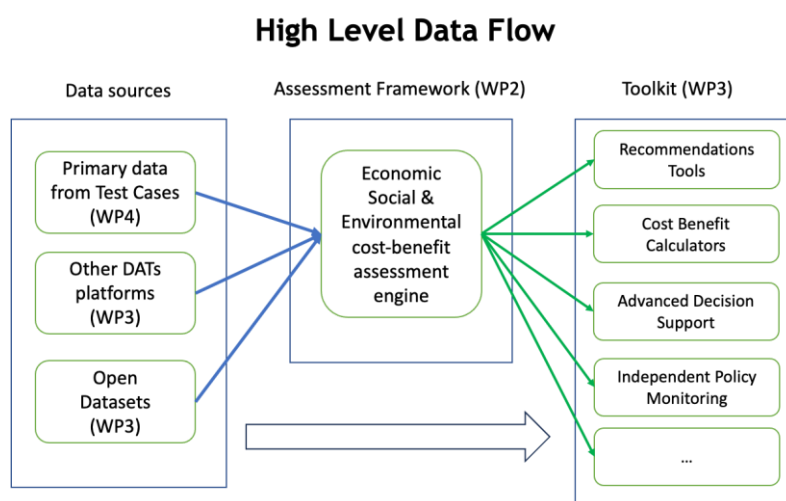 High Level Data Flow
Data sources
Assessment Framework (WP2)
Toolkit (WP3)
Primary data
from Test Cases
(WP4)
Other DATs
platforms
(WP3)
Open
Datasets
(WP3)
Economic
Social &
Environmental
cost-benefit
assessment
engine
Recommendations
Tools
Cost Benefit
Calculators
Advanced Decision
Support
Independent Policy
Monitoring
...